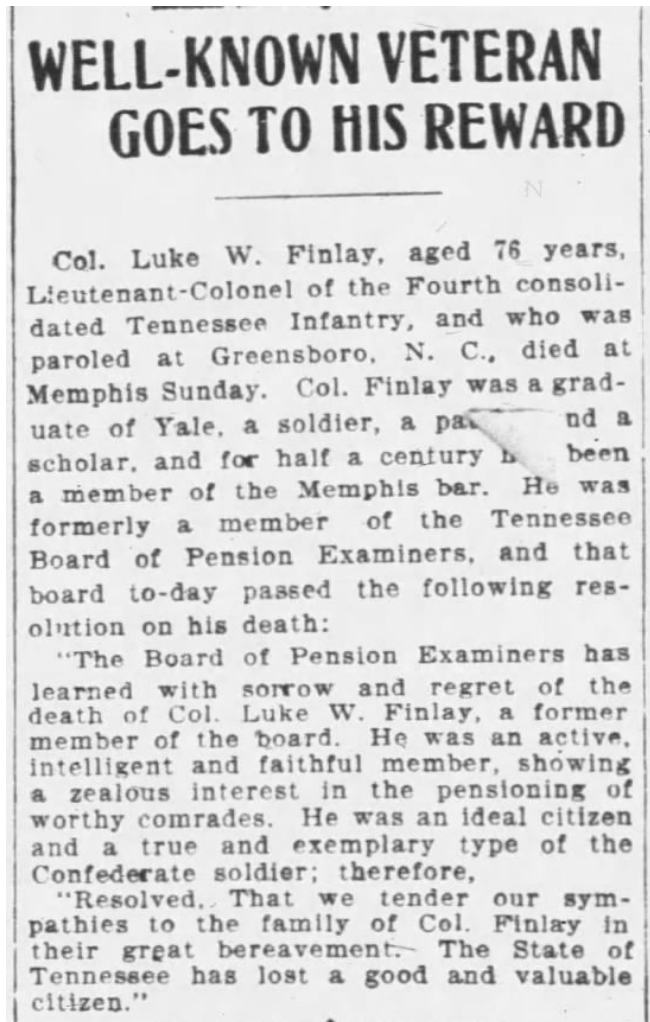 WELL-KNOWN VETERAN
GOES TO HIS REWARD
Col. Luke W. Finlay, aged 76 years,
Lieutenant-Colonel of the Fourth consoli-
dated Tennessee Infantry, and who was
paroled at Greensboro, N. C., died at
Memphis Sunday. Col. Finlay was a grad-
uate of Yale, a soldier, a a
scholar, and for half a century been
a member of the Memphis bar. He was
formerly a member of the Tennessee
Board of Pension Examiners, and that
board to-day passed the following res-
olution on his death:
"The Board of Pension Examiners has
learned with sorrow and regret of the
death of Col. Luke W. Finlay, a former
member of the board. He was an active,
intelligent and faithful member, showing
a zealous interest in the pensioning of
worthy comrades. He was an ideal citizen
and a true and exemplary type of the
Confederate soldier; therefore,
"Resolved, That we tender our sym-
pathies to the family of Col. Finlay in
their great bereavement. The State of
Tennessee has lost a good and valuable
citizen."